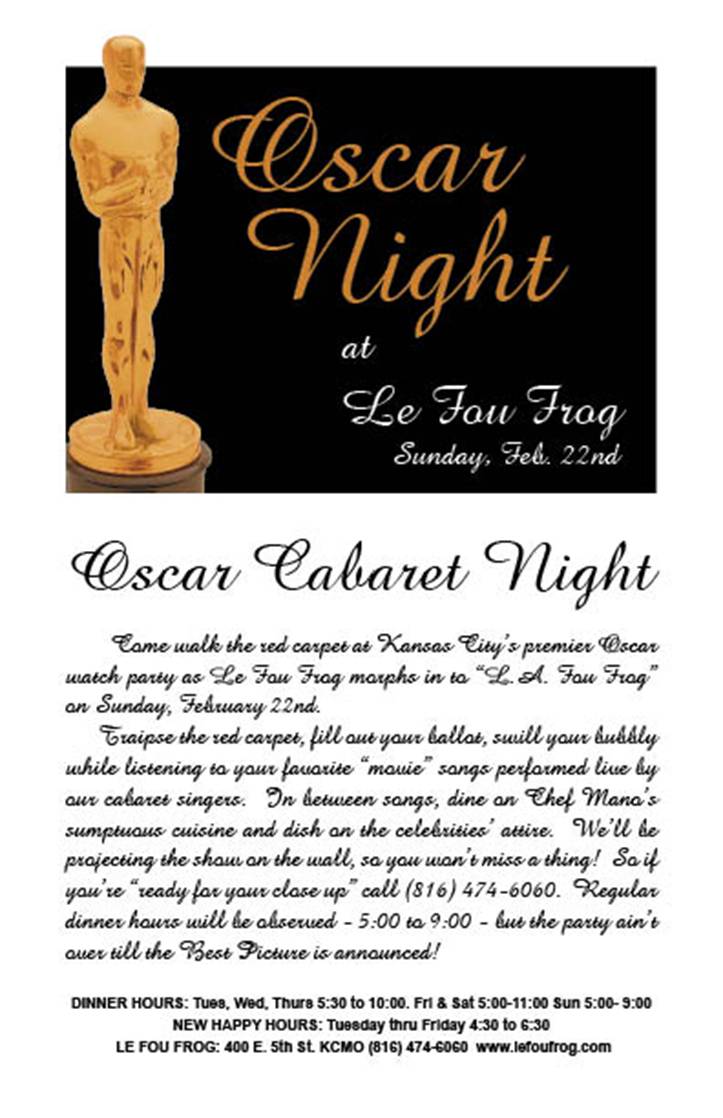 Oscar
Night
at
Le Fou Frog
Sunday, Feb. 22nd
Oscar Cabaret Night
Come walk the red carpet at Kansas City's premier Oscar
watch party as Le Fou Frog morphs in to "L.A. Fou Frog"
on Sunday, February 22nd.
Traipse the red carpet, fill out your ballot, swill your bubbly
while listening to your favorite "movie" songs performed live by
our cabaret singers. In between songs, dine on Chef Mano's
sumptuous cuisine and dish on the celebrities' attire. We'll be
projecting the show on the wall, so you won't miss a thing! So if
you're "ready for your close up" call (816) 474-6060. Regular
dinner hours will be observed - 5:00 to 9:00 - but the party ain't
over till the Best Picture is announced!
DINNER HOURS: Tues, Wed, Thurs 5:30 to 10:00. Fri & Sat 5:00-11:00 Sun 5:00- 9:00
NEW HAPPY HOURS: Tuesday thru Friday 4:30 to 6:30
LE FOU FROG: 400 E. 5th St. KCMO (816) 474-6060 www.lefoufrog.com